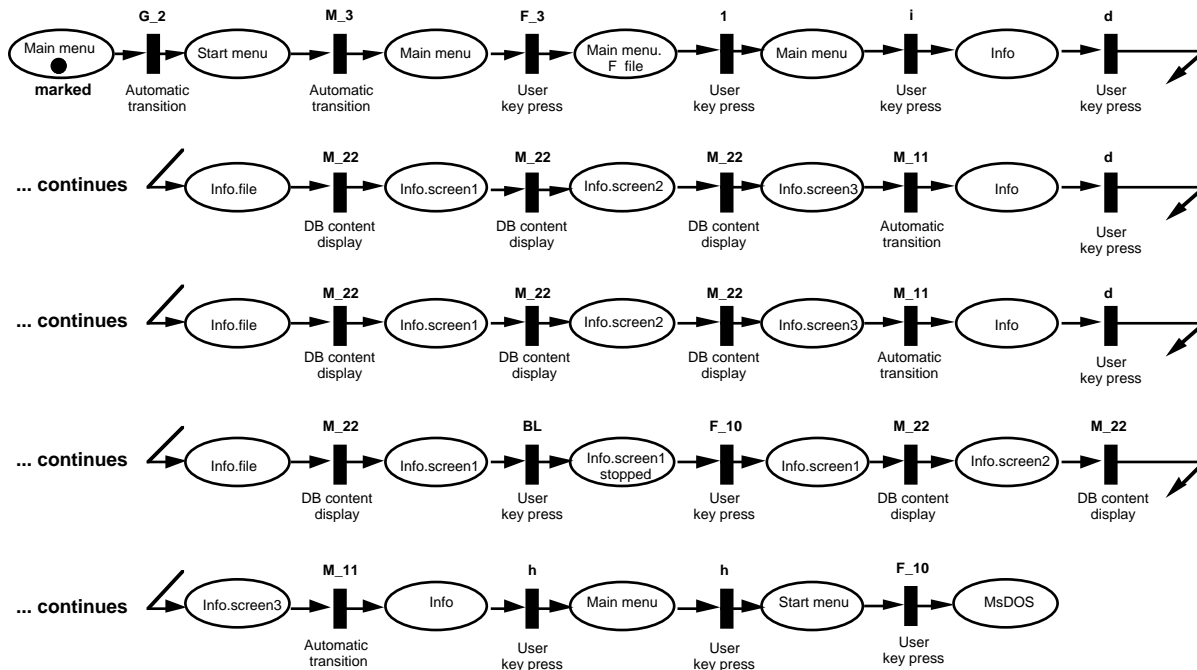 G_2 M_3 F_3 1 i d
Main menu Start menu Main menu Main menu. Main menu Info
F file
marked
Automatic Automatic User User User User
transition transition key press key press key press key press
M_22 M_22 M_22 M_11 d
... continues Info.file Info.screen1 Info.screen2 Info.screen3 Info
DB content DB content DB content Automatic User
display display display transition key press
M_22 M_22 M_22 M_11 d
... continues Info.file Info.screen1 Info.screen2 Info.screen3 Info
DB content DB content DB content Automatic User
display display display transition key press
M_22 BL F_10 M_22 M_22
... continues Info.file Info.screen1 Info.screen1 Info.screen1 Info.screen2
stopped
DB content User User DB content DB content
display key press key press display display
M_11 h h F_10
... continues Info.screen3 Info Main menu Start menu MsDOS
Automatic User User User
transition key press key press key press